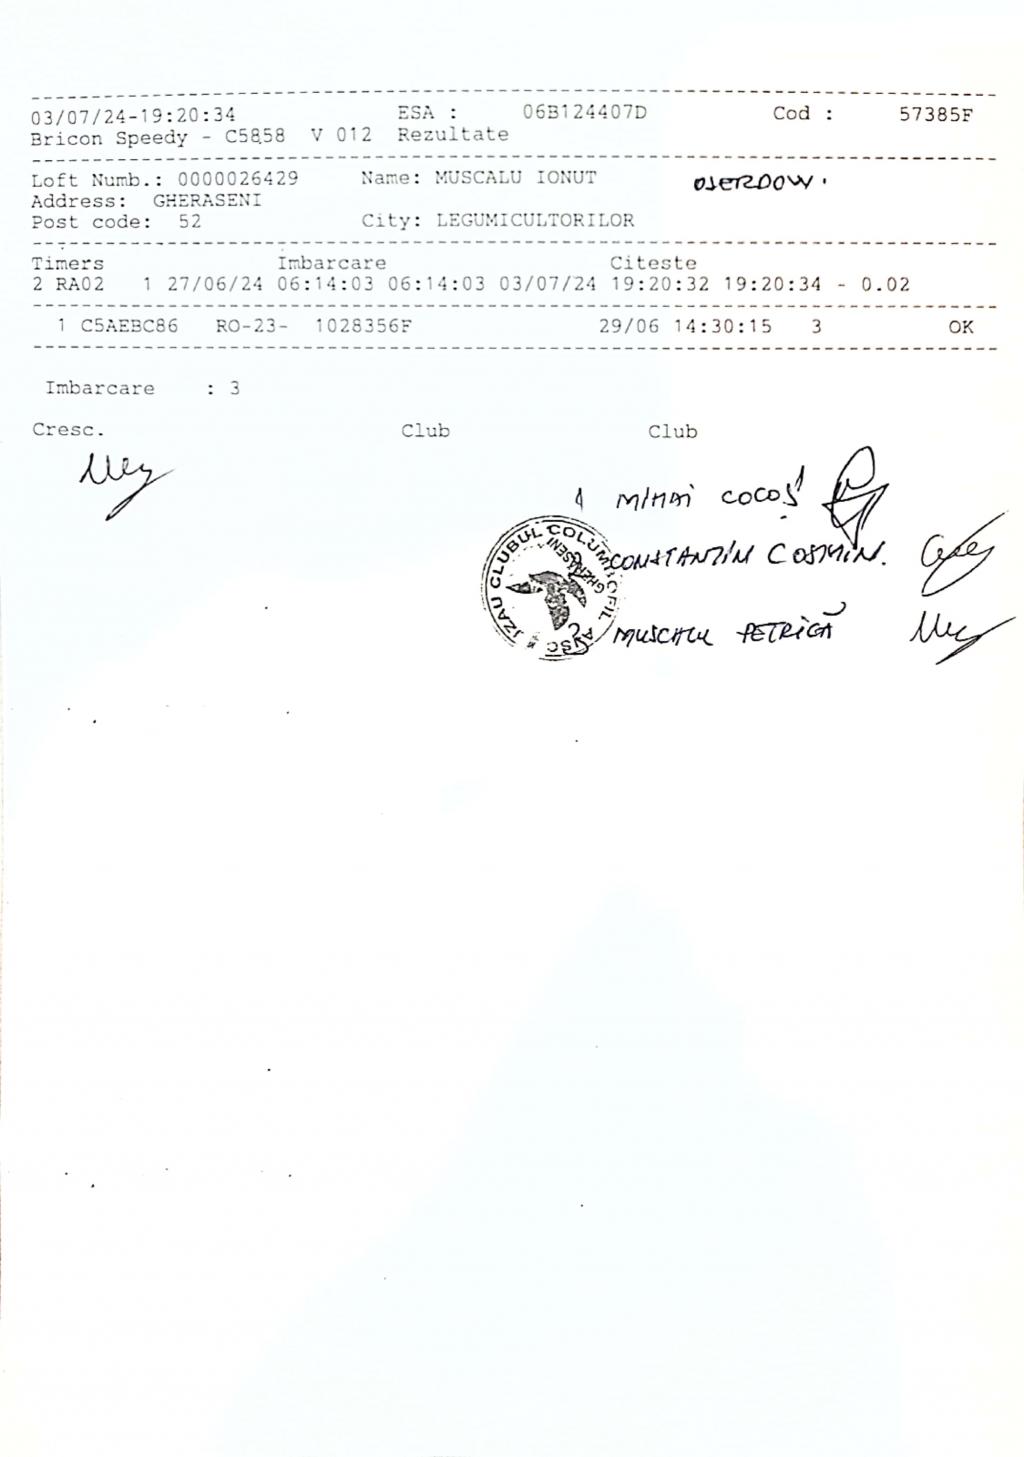 03/07/24-19:20:34 ESA : 06B124407D Cod : 57385F
Bricon Speedy - C5858 V 012 Rezultate
Loft Numb.: 0000026429 Name: MUSCALU IONUT
Address: GHERASENI
Post code: 52 City: LEGUMICULTORILOR
Timers Imbarcare Citeste
2 RA02 1 27/06/24 06:14:03 06:14:03 03/07/24 19:20:32 19:20:34 - 0.02
1 C5AEBC86 RO-23- 1028356F 29/06 14:30:15 3 OK
Imbarcare : 3
Cresc. Club Club
1 MIHAI COCOȘ
CONSTANTIN COSMIN.
MUSCALU PETRICĂ
CLUBUL COLUMBOFIL
GHERASENI